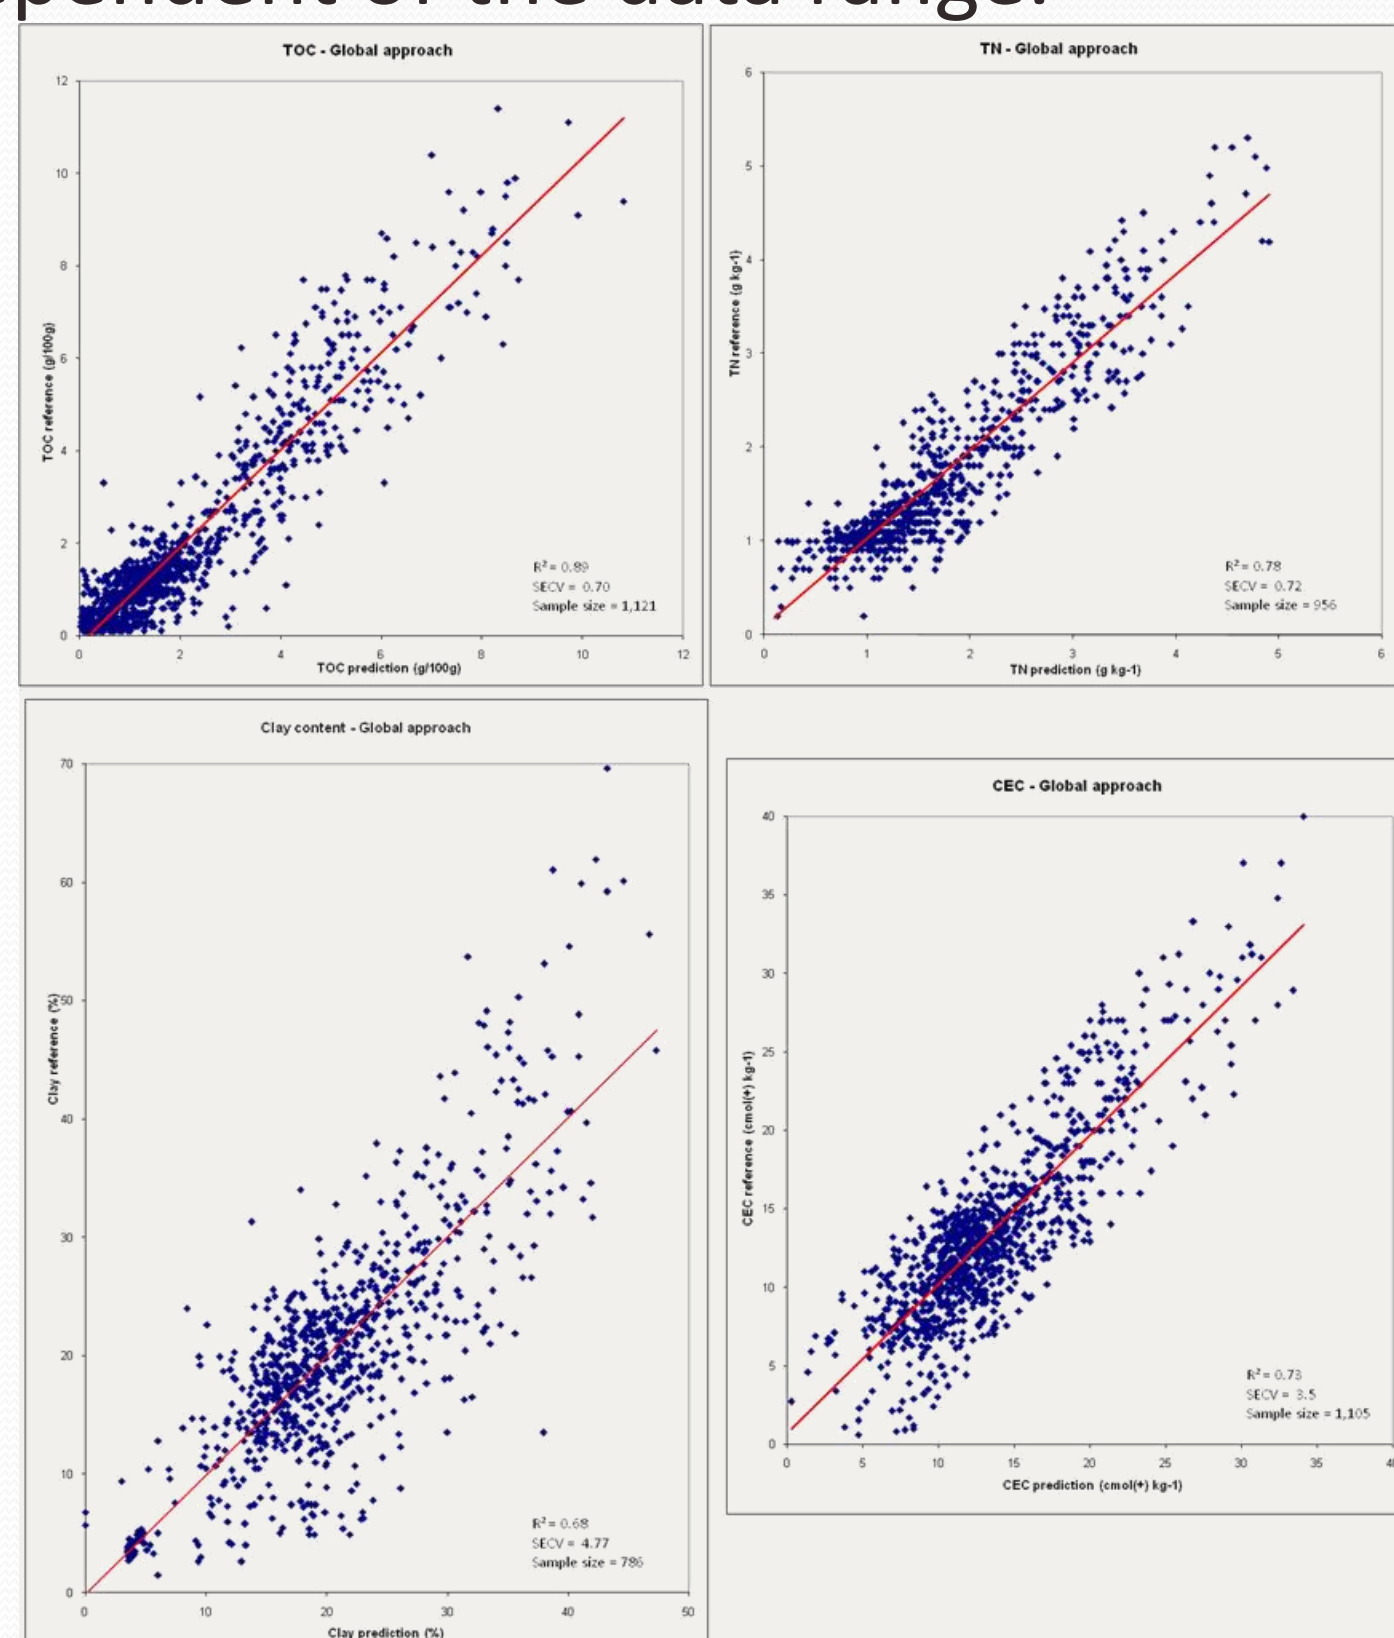 pendent of the data range.
TOC - Global approach
12
10
8
6
4
2
0
TOC reference (g/100g)
R² = 0.89
SECV = 0.70
Sample size = 1,121
0 2 4 6 8 10 12
TOC prediction (g/100g)
TN - Global approach
6
5
4
3
2
1
0
TN reference (g kg-1)
R² = 0.78
SECV = 0.72
Sample size = 956
0 1 2 3 4 5 6
TN prediction (g kg-1)
Clay content - Global approach
70
60
50
40
30
20
10
0
Clay reference (%)
R² = 0.68
SECV = 4.77
Sample size = 786
0 10 20 30 40 50
Clay prediction (%)
CEC - Global approach
40
35
30
25
20
15
10
5
0
CEC reference (cmol(+) kg-1)
R² = 0.73
SECV = 3.5
Sample size = 1,105
0 5 10 15 20 25 30 35
CEC prediction (cmol(+) kg-1)